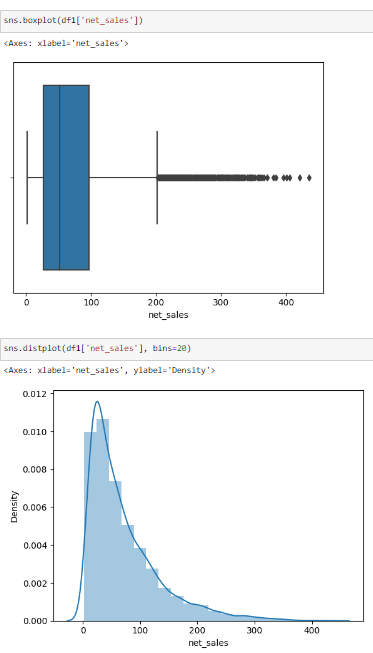 sns.boxplot(df1['net_sales'])
<Axes: xlabel='net_sales'>
0 100 200 300 400
net_sales
sns.distplot(df1['net_sales'], bins=20)
<Axes: xlabel='net_sales', ylabel='Density'>
0.012
0.010
0.008
0.006
0.004
0.002
0.000
Density
0 100 200 300 400
net_sales